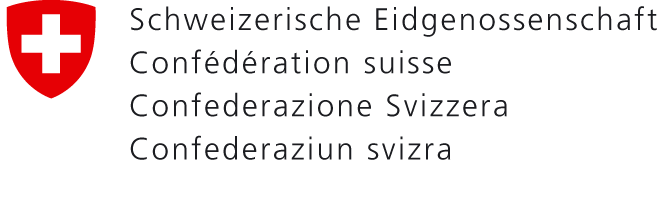 Schweizerische Eidgenossenschaft
Confédération suisse
Confederazione Svizzera
Confederaziun svizra